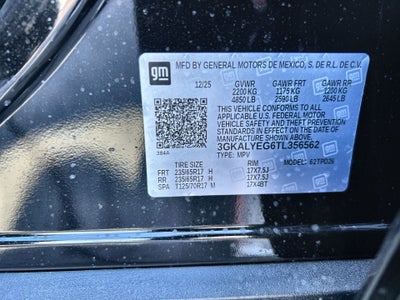 gm
MFD BY GENERAL MOTORS DE MEXICO, S. DE R.L. DE C.V.
12/25 GVWR GAWR FRT GAWR RR
2200 KG 1175 KG 1200 KG
4850 LB 2590 LB 2645 LB
THIS VEHICLE CONFORMS TO ALL
APPLICABLE U.S. FEDERAL MOTOR
VEHICLE SAFETY AND THEFT
PREVENTION STANDARDS IN EFFECT
ON THE DATE OF MANUFACTURE
SHOWN ABOVE.
3GKALYEG6TL356562
TYPE: MPV MODEL: 62TPD26
TIRE SIZE RIM
FRT 235/65R17 H 17X7.5J
RR 235/65R17 H 17X7.5J
SPA T125/70R17 M 17X4BT